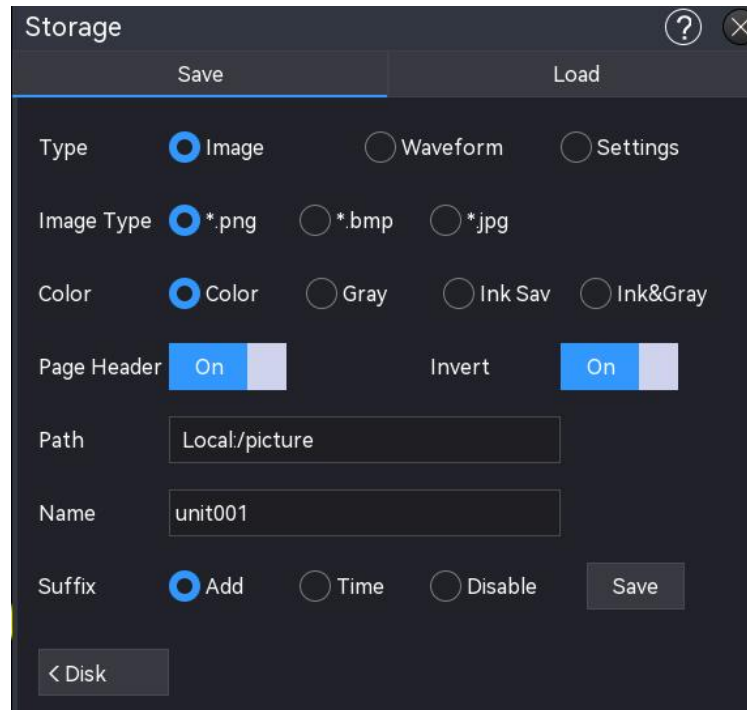 Storage ?
Save Load
Type Image Waveform Settings
Image Type *.png *.bmp *.jpg
Color Color Gray Ink Sav Ink&Gray
Page Header On Invert On
Path Local:/picture
Name unit001
Suffix Add Time Disable Save
< Disk